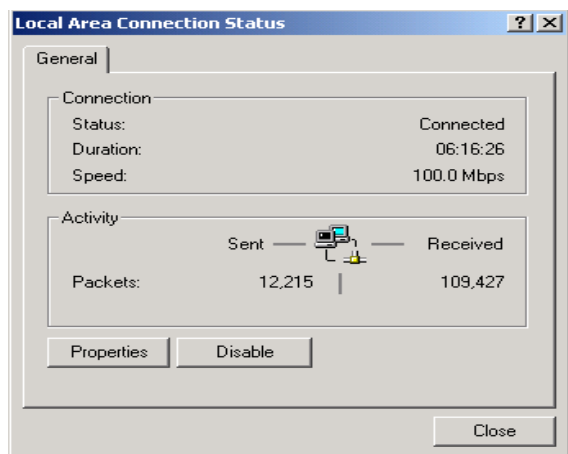 Local Area Connection Status ? X
General
Connection
Status: Connected
Duration: 06:16:26
Speed: 100.0 Mbps
Activity
Sent — — Received
Packets: 12,215 | 109,427
Properties Disable
Close